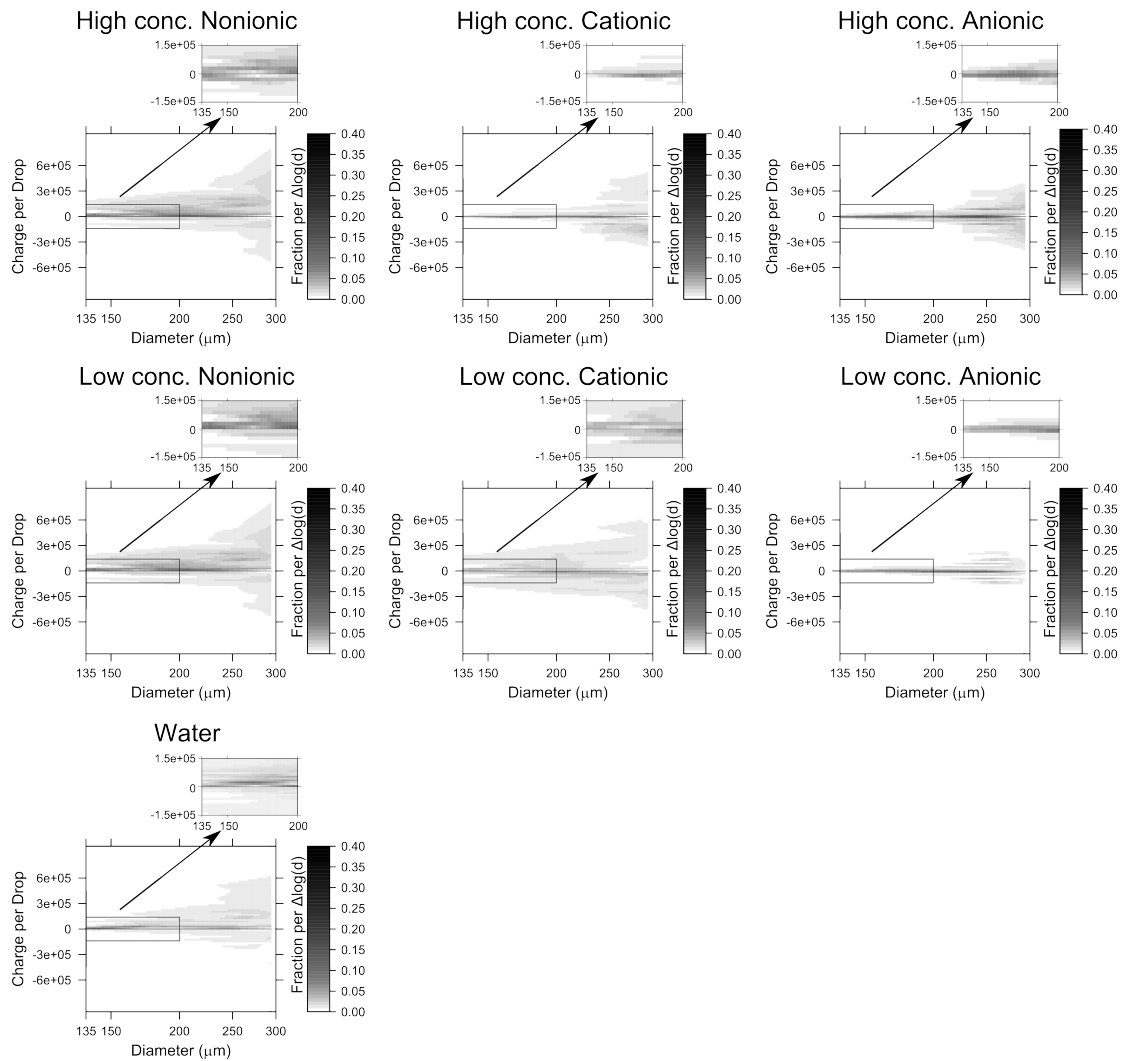 High conc. Nonionic
High conc. Cationic
High conc. Anionic
1.5e+05
0
-1.5e+05
135 150 200
1.5e+05
0
-1.5e+05
135 150 200
1.5e+05
0
-1.5e+05
135 150 200
Charge per Drop
6e+05
3e+05
0
-3e+05
-6e+05
135 150 200 250 300
Diameter (μm)
Fraction per Δlog(d)
0.40
0.35
0.30
0.25
0.20
0.15
0.10
0.05
0.00
Charge per Drop
6e+05
3e+05
0
-3e+05
-6e+05
135 150 200 250 300
Diameter (μm)
Fraction per Δlog(d)
0.40
0.35
0.30
0.25
0.20
0.15
0.10
0.05
0.00
Charge per Drop
6e+05
3e+05
0
-3e+05
-6e+05
135 150 200 250 300
Diameter (μm)
Fraction per Δlog(d)
0.40
0.35
0.30
0.25
0.20
0.15
0.10
0.05
0.00
Low conc. Nonionic
Low conc. Cationic
Low conc. Anionic
1.5e+05
0
-1.5e+05
135 150 200
1.5e+05
0
-1.5e+05
135 150 200
1.5e+05
0
-1.5e+05
135 150 200
Charge per Drop
6e+05
3e+05
0
-3e+05
-6e+05
135 150 200 250 300
Diameter (μm)
Fraction per Δlog(d)
0.40
0.35
0.30
0.25
0.20
0.15
0.10
0.05
0.00
Charge per Drop
6e+05
3e+05
0
-3e+05
-6e+05
135 150 200 250 300
Diameter (μm)
Fraction per Δlog(d)
0.40
0.35
0.30
0.25
0.20
0.15
0.10
0.05
0.00
Charge per Drop
6e+05
3e+05
0
-3e+05
-6e+05
135 150 200 250 300
Diameter (μm)
Fraction per Δlog(d)
0.40
0.35
0.30
0.25
0.20
0.15
0.10
0.05
0.00
Water
1.5e+05
0
-1.5e+05
135 150 200
Charge per Drop
6e+05
3e+05
0
-3e+05
-6e+05
135 150 200 250 300
Diameter (μm)
Fraction per Δlog(d)
0.40
0.35
0.30
0.25
0.20
0.15
0.10
0.05
0.00